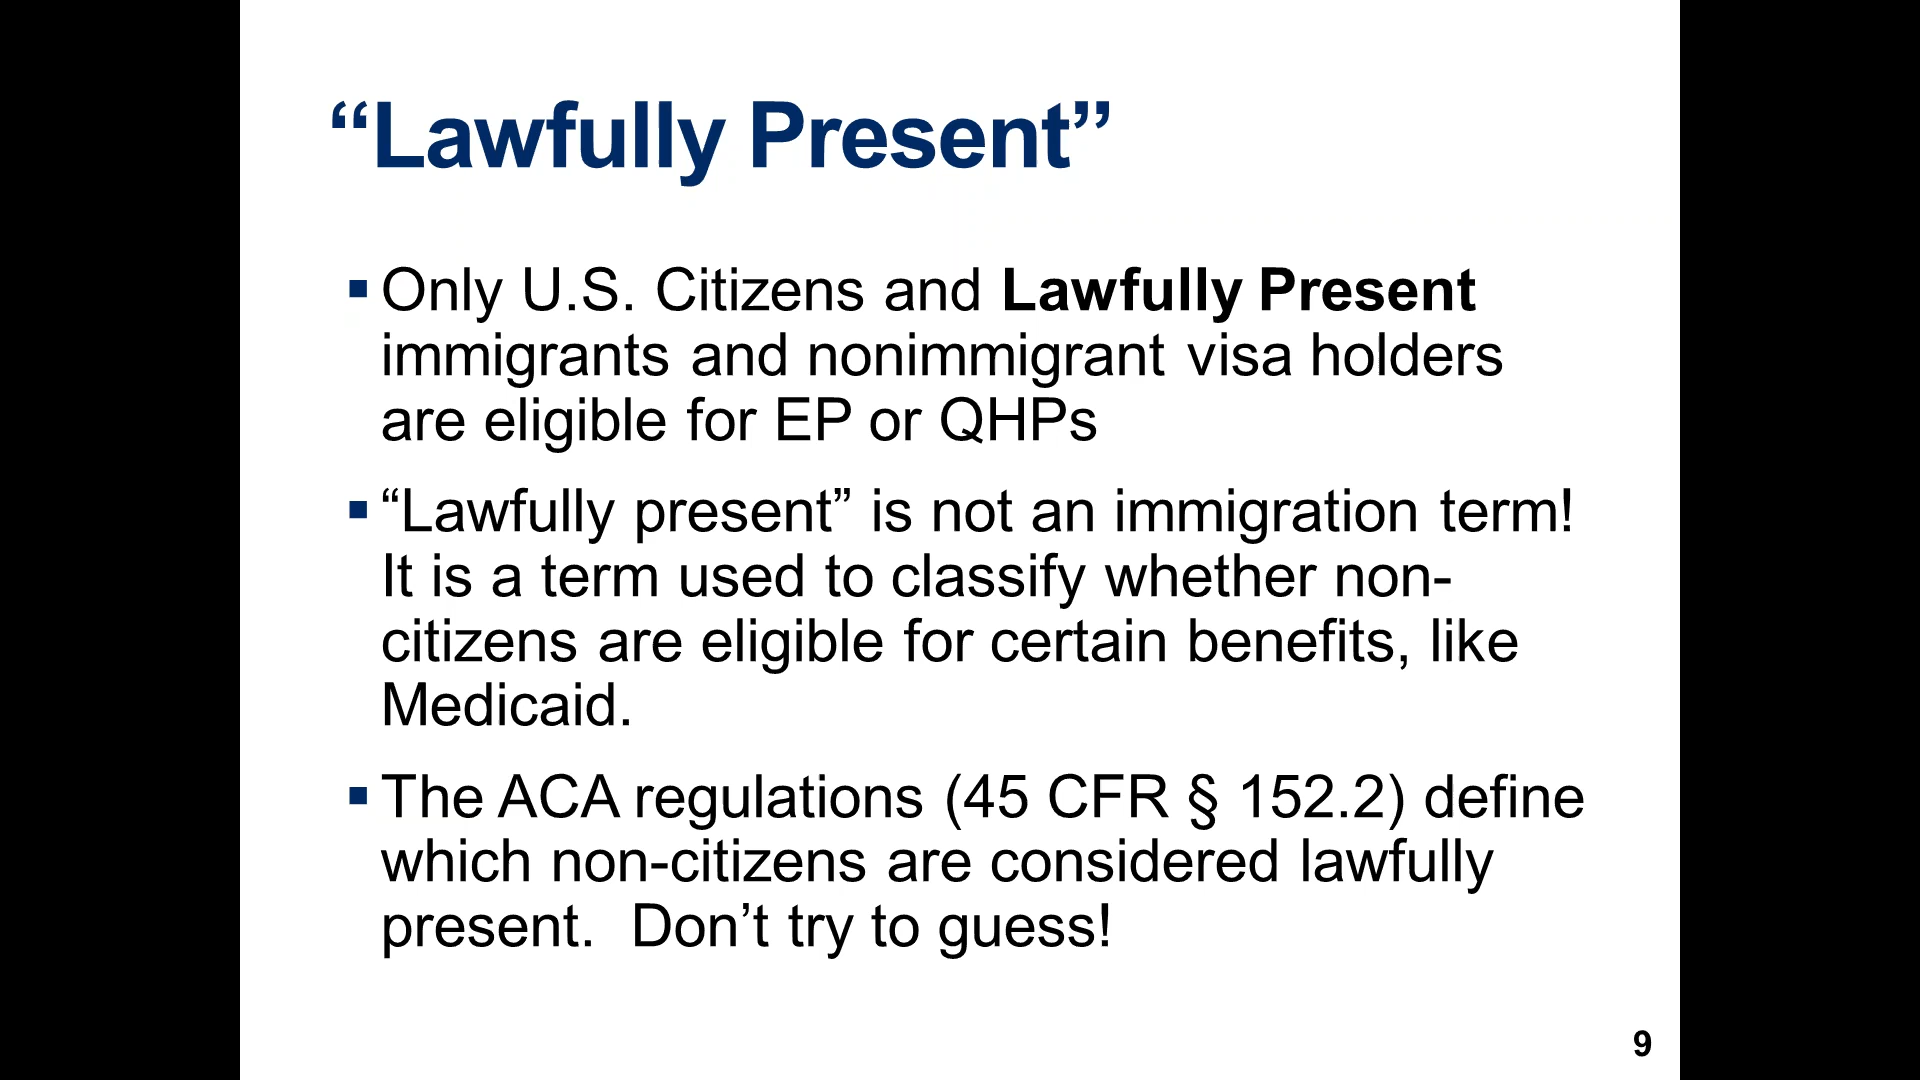 “Lawfully Present”
▪ Only U.S. Citizens and Lawfully Present
immigrants and nonimmigrant visa holders
are eligible for EP or QHPs
▪ “Lawfully present” is not an immigration term!
It is a term used to classify whether non-
citizens are eligible for certain benefits, like
Medicaid.
▪ The ACA regulations (45 CFR § 152.2) define
which non-citizens are considered lawfully
present.  Don’t try to guess!
9